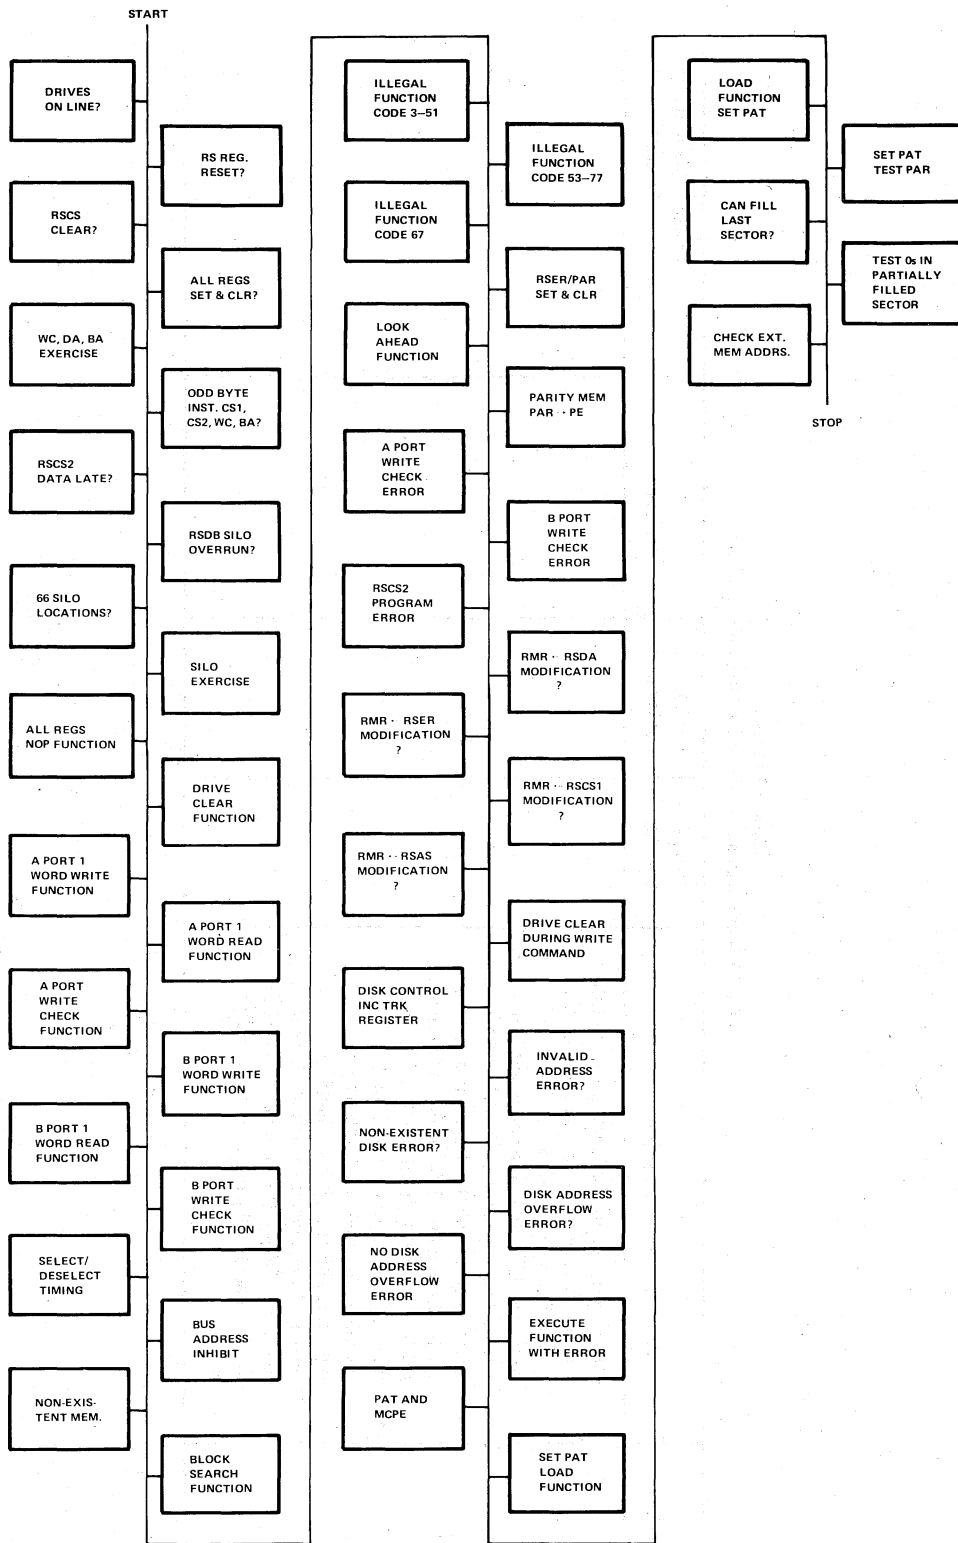 START
DRIVES
ON LINE?
RS REG.
RESET?
RSCS
CLEAR?
ALL REGS
SET & CLR?
WC, DA, BA
EXERCISE
ODD BYTE
INST. CS1,
CS2, WC, BA?
RSCS2
DATA LATE?
RSDB SILO
OVERRUN?
66 SILO
LOCATIONS?
SILO
EXERCISE
ALL REGS
NOP FUNCTION
DRIVE
CLEAR
FUNCTION
A PORT 1
WORD WRITE
FUNCTION
A PORT 1
WORD READ
FUNCTION
A PORT
WRITE
CHECK
FUNCTION
B PORT 1
WORD WRITE
FUNCTION
B PORT 1
WORD READ
FUNCTION
B PORT
WRITE
CHECK
FUNCTION
SELECT/
DESELECT
TIMING
BUS
ADDRESS
INHIBIT
NON-EXIS-
TENT MEM.
BLOCK
SEARCH
FUNCTION
ILLEGAL
FUNCTION
CODE 3–51
ILLEGAL
FUNCTION
CODE 53–77
ILLEGAL
FUNCTION
CODE 67
RSER/PAR
SET & CLR
LOOK
AHEAD
FUNCTION
PARITY MEM
PAR - PE
A PORT
WRITE
CHECK
ERROR
B PORT
WRITE
CHECK
ERROR
RSCS2
PROGRAM
ERROR
RMR - RSDA
MODIFICATION
?
RMR - RSER
MODIFICATION
?
RMR - RSCS1
MODIFICATION
?
RMR - RSAS
MODIFICATION
?
DRIVE CLEAR
DURING WRITE
COMMAND
DISK CONTROL
INC TRK
REGISTER
INVALID
ADDRESS
ERROR?
NON-EXISTENT
DISK ERROR?
DISK ADDRESS
OVERFLOW
ERROR?
NO DISK
ADDRESS
OVERFLOW
ERROR
EXECUTE
FUNCTION
WITH ERROR
PAT AND
MCPE
SET PAT
LOAD
FUNCTION
LOAD
FUNCTION
SET PAT
SET PAT
TEST PAR
CAN FILL
LAST
SECTOR?
TEST 0s IN
PARTIALLY
FILLED
SECTOR
CHECK EXT.
MEM ADDRS.
STOP